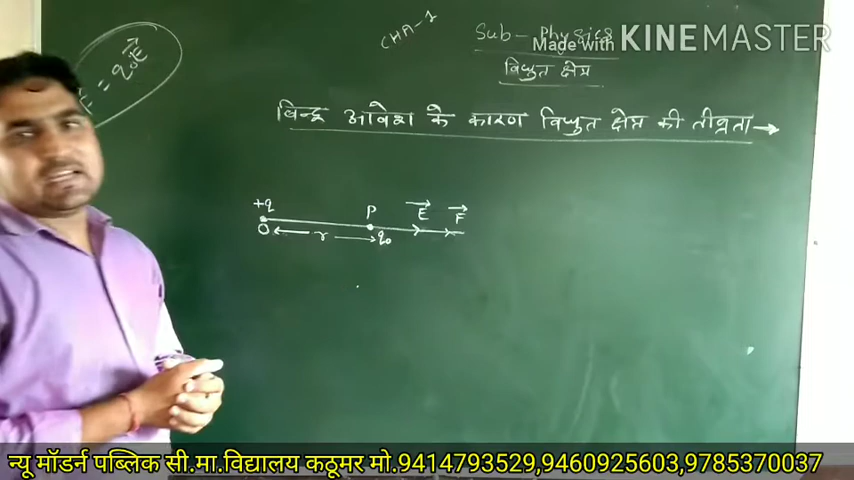 CHA-1
Sub - Physics
Made with KINEMASTER
विद्युत क्षेत्र
F = q₀E
बिन्दु आवेश के कारण विद्युत क्षेत्र की तीव्रता →
+q P E F
O r q₀
न्यू मॉडर्न पब्लिक सी.मा.विद्यालय कठूमर मो.9414793529,9460925603,9785370037